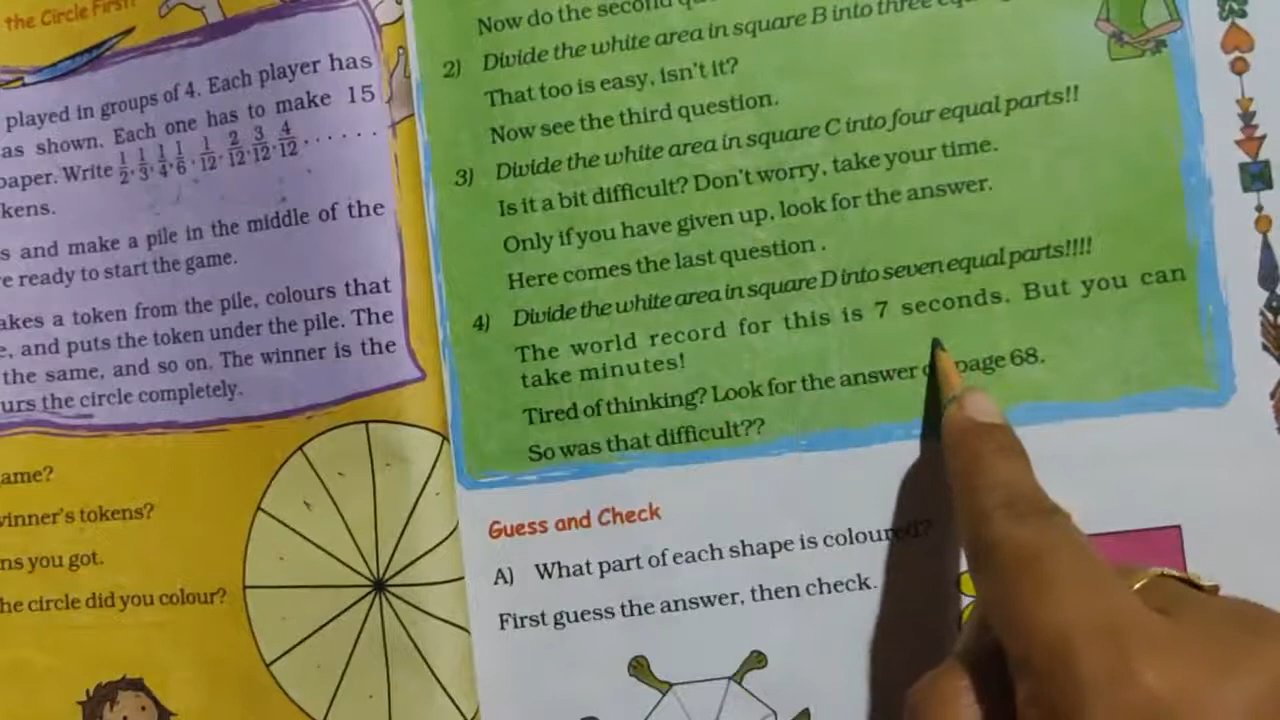 the Circle First!
played in groups of 4. Each player has
as shown. Each one has to make 15
paper. Write 1/2, 1/3, 1/4, 1/6, 1/12, 2/12, 3/12, 4/12 ......
kens.
s and make a pile in the middle of the
e ready to start the game.
akes a token from the pile, colours that
e, and puts the token under the pile. The
the same, and so on. The winner is the
urs the circle completely.
ame?
winner's tokens?
ns you got.
he circle did you colour?
Now do the second
2) Divide the white area in square B into three
That too is easy, isn't it?
Now see the third question.
3) Divide the white area in square C into four equal parts!!
Is it a bit difficult? Don't worry, take your time.
Only if you have given up, look for the answer.
Here comes the last question .
4) Divide the white area in square D into seven equal parts!!!!
The world record for this is 7 seconds. But you can
take minutes!
Tired of thinking? Look for the answer page 68.
So was that difficult??
Guess and Check
A) What part of each shape is coloured?
First guess the answer, then check.